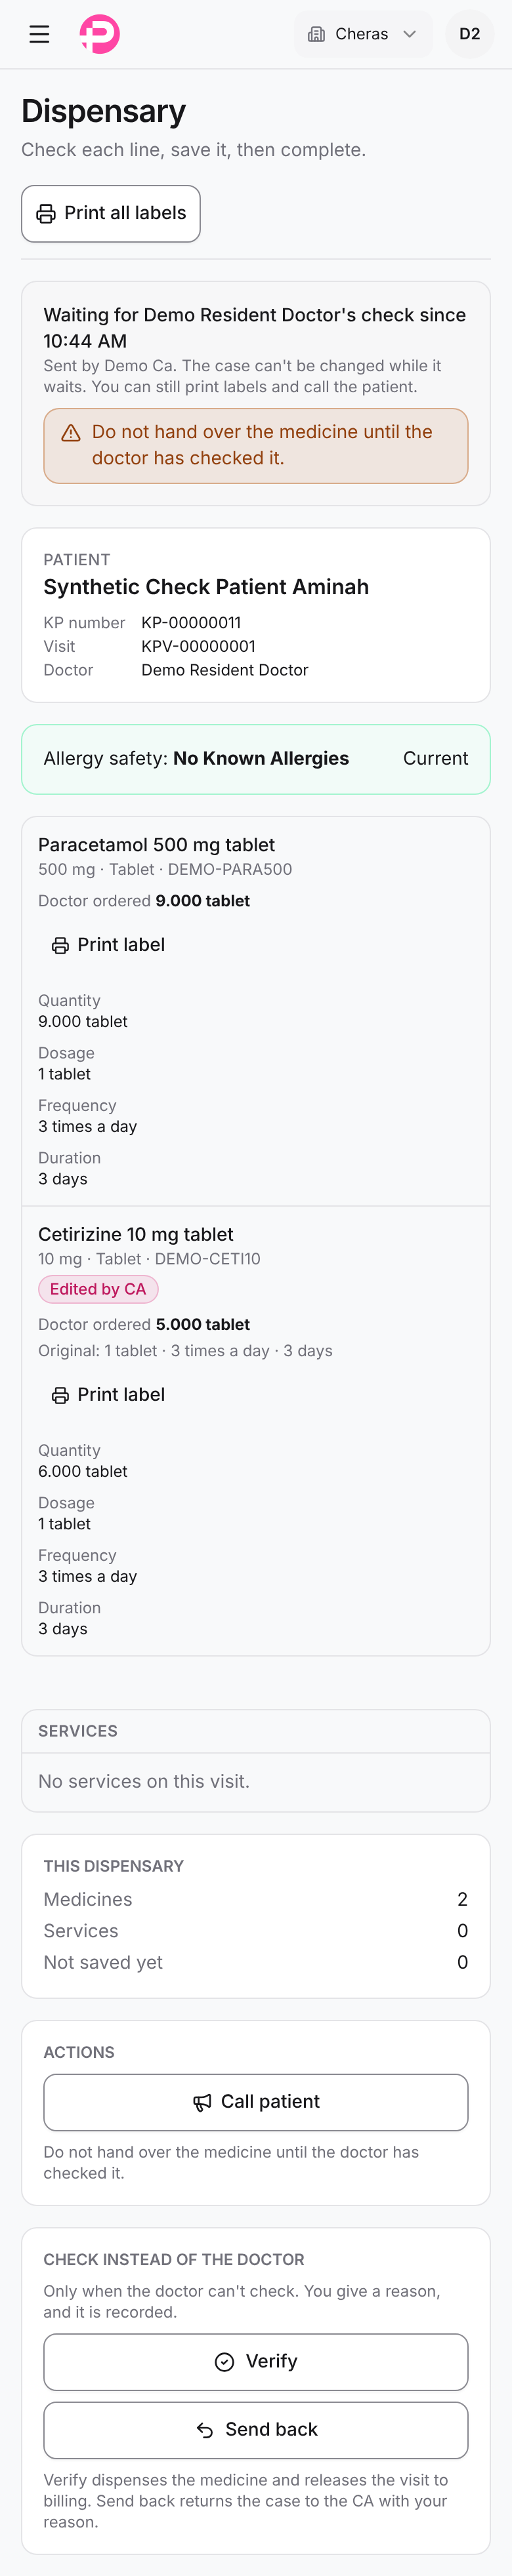 Cheras
D2
Dispensary
Check each line, save it, then complete.
Print all labels
Waiting for Demo Resident Doctor's check since
10:44 AM
Sent by Demo Ca. The case can't be changed while it
waits. You can still print labels and call the patient.
Do not hand over the medicine until the
doctor has checked it.
PATIENT
Synthetic Check Patient Aminah
KP number KP-00000011
Visit KPV-00000001
Doctor Demo Resident Doctor
Allergy safety: No Known Allergies Current
Paracetamol 500 mg tablet
500 mg · Tablet · DEMO-PARA500
Doctor ordered 9.000 tablet
Print label
Quantity
9.000 tablet
Dosage
1 tablet
Frequency
3 times a day
Duration
3 days
Cetirizine 10 mg tablet
10 mg · Tablet · DEMO-CETI10
Edited by CA
Doctor ordered 5.000 tablet
Original: 1 tablet · 3 times a day · 3 days
Print label
Quantity
6.000 tablet
Dosage
1 tablet
Frequency
3 times a day
Duration
3 days
SERVICES
No services on this visit.
THIS DISPENSARY
Medicines 2
Services 0
Not saved yet 0
ACTIONS
Call patient
Do not hand over the medicine until the doctor has
checked it.
CHECK INSTEAD OF THE DOCTOR
Only when the doctor can't check. You give a reason,
and it is recorded.
Verify
Send back
Verify dispenses the medicine and releases the visit to
billing. Send back returns the case to the CA with your
reason.